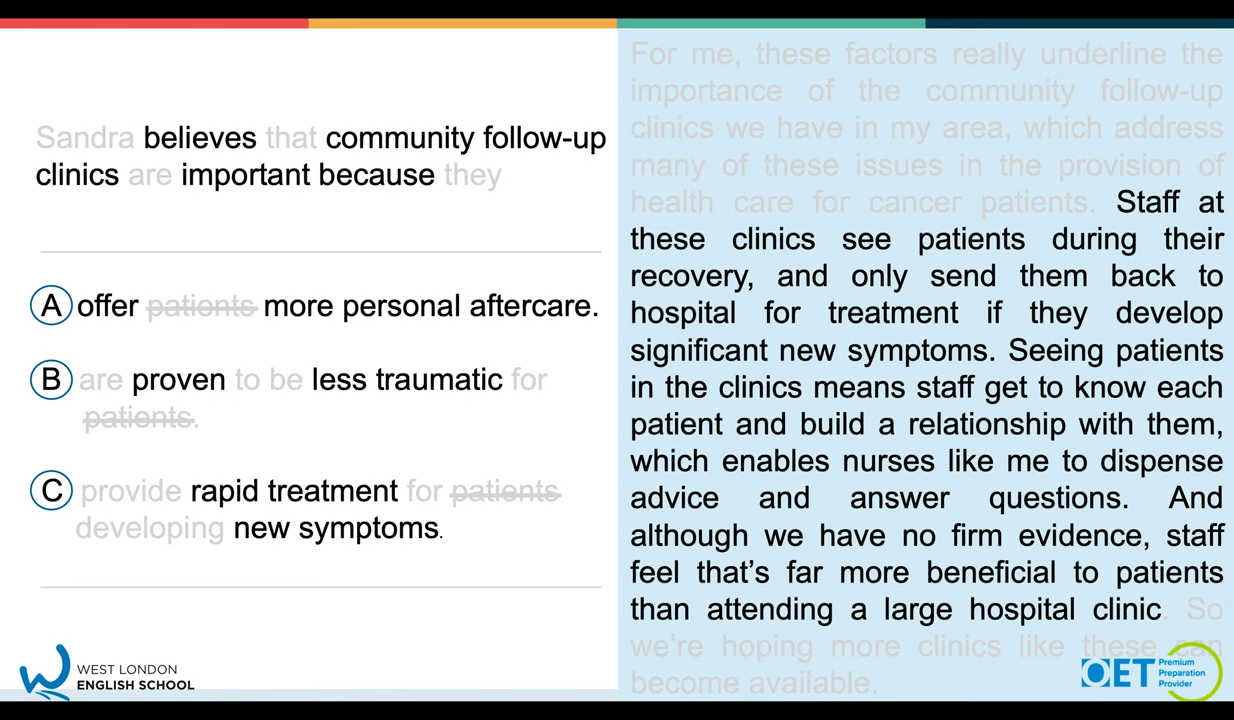 Sandra believes that community follow-up
clinics are important because they
A offer patients more personal aftercare.
B are proven to be less traumatic for
patients.
C provide rapid treatment for patients
developing new symptoms.
WEST LONDON
ENGLISH SCHOOL
For me, these factors really underline the
importance of the community follow-up
clinics we have in my area, which address
many of these issues in the provision of
health care for cancer patients. Staff at
these clinics see patients during their
recovery, and only send them back to
hospital for treatment if they develop
significant new symptoms. Seeing patients
in the clinics means staff get to know each
patient and build a relationship with them,
which enables nurses like me to dispense
advice and answer questions. And
although we have no firm evidence, staff
feel that's far more beneficial to patients
than attending a large hospital clinic. So
we're hoping more clinics like these can
become available.
OET Premium
Preparation
Provider